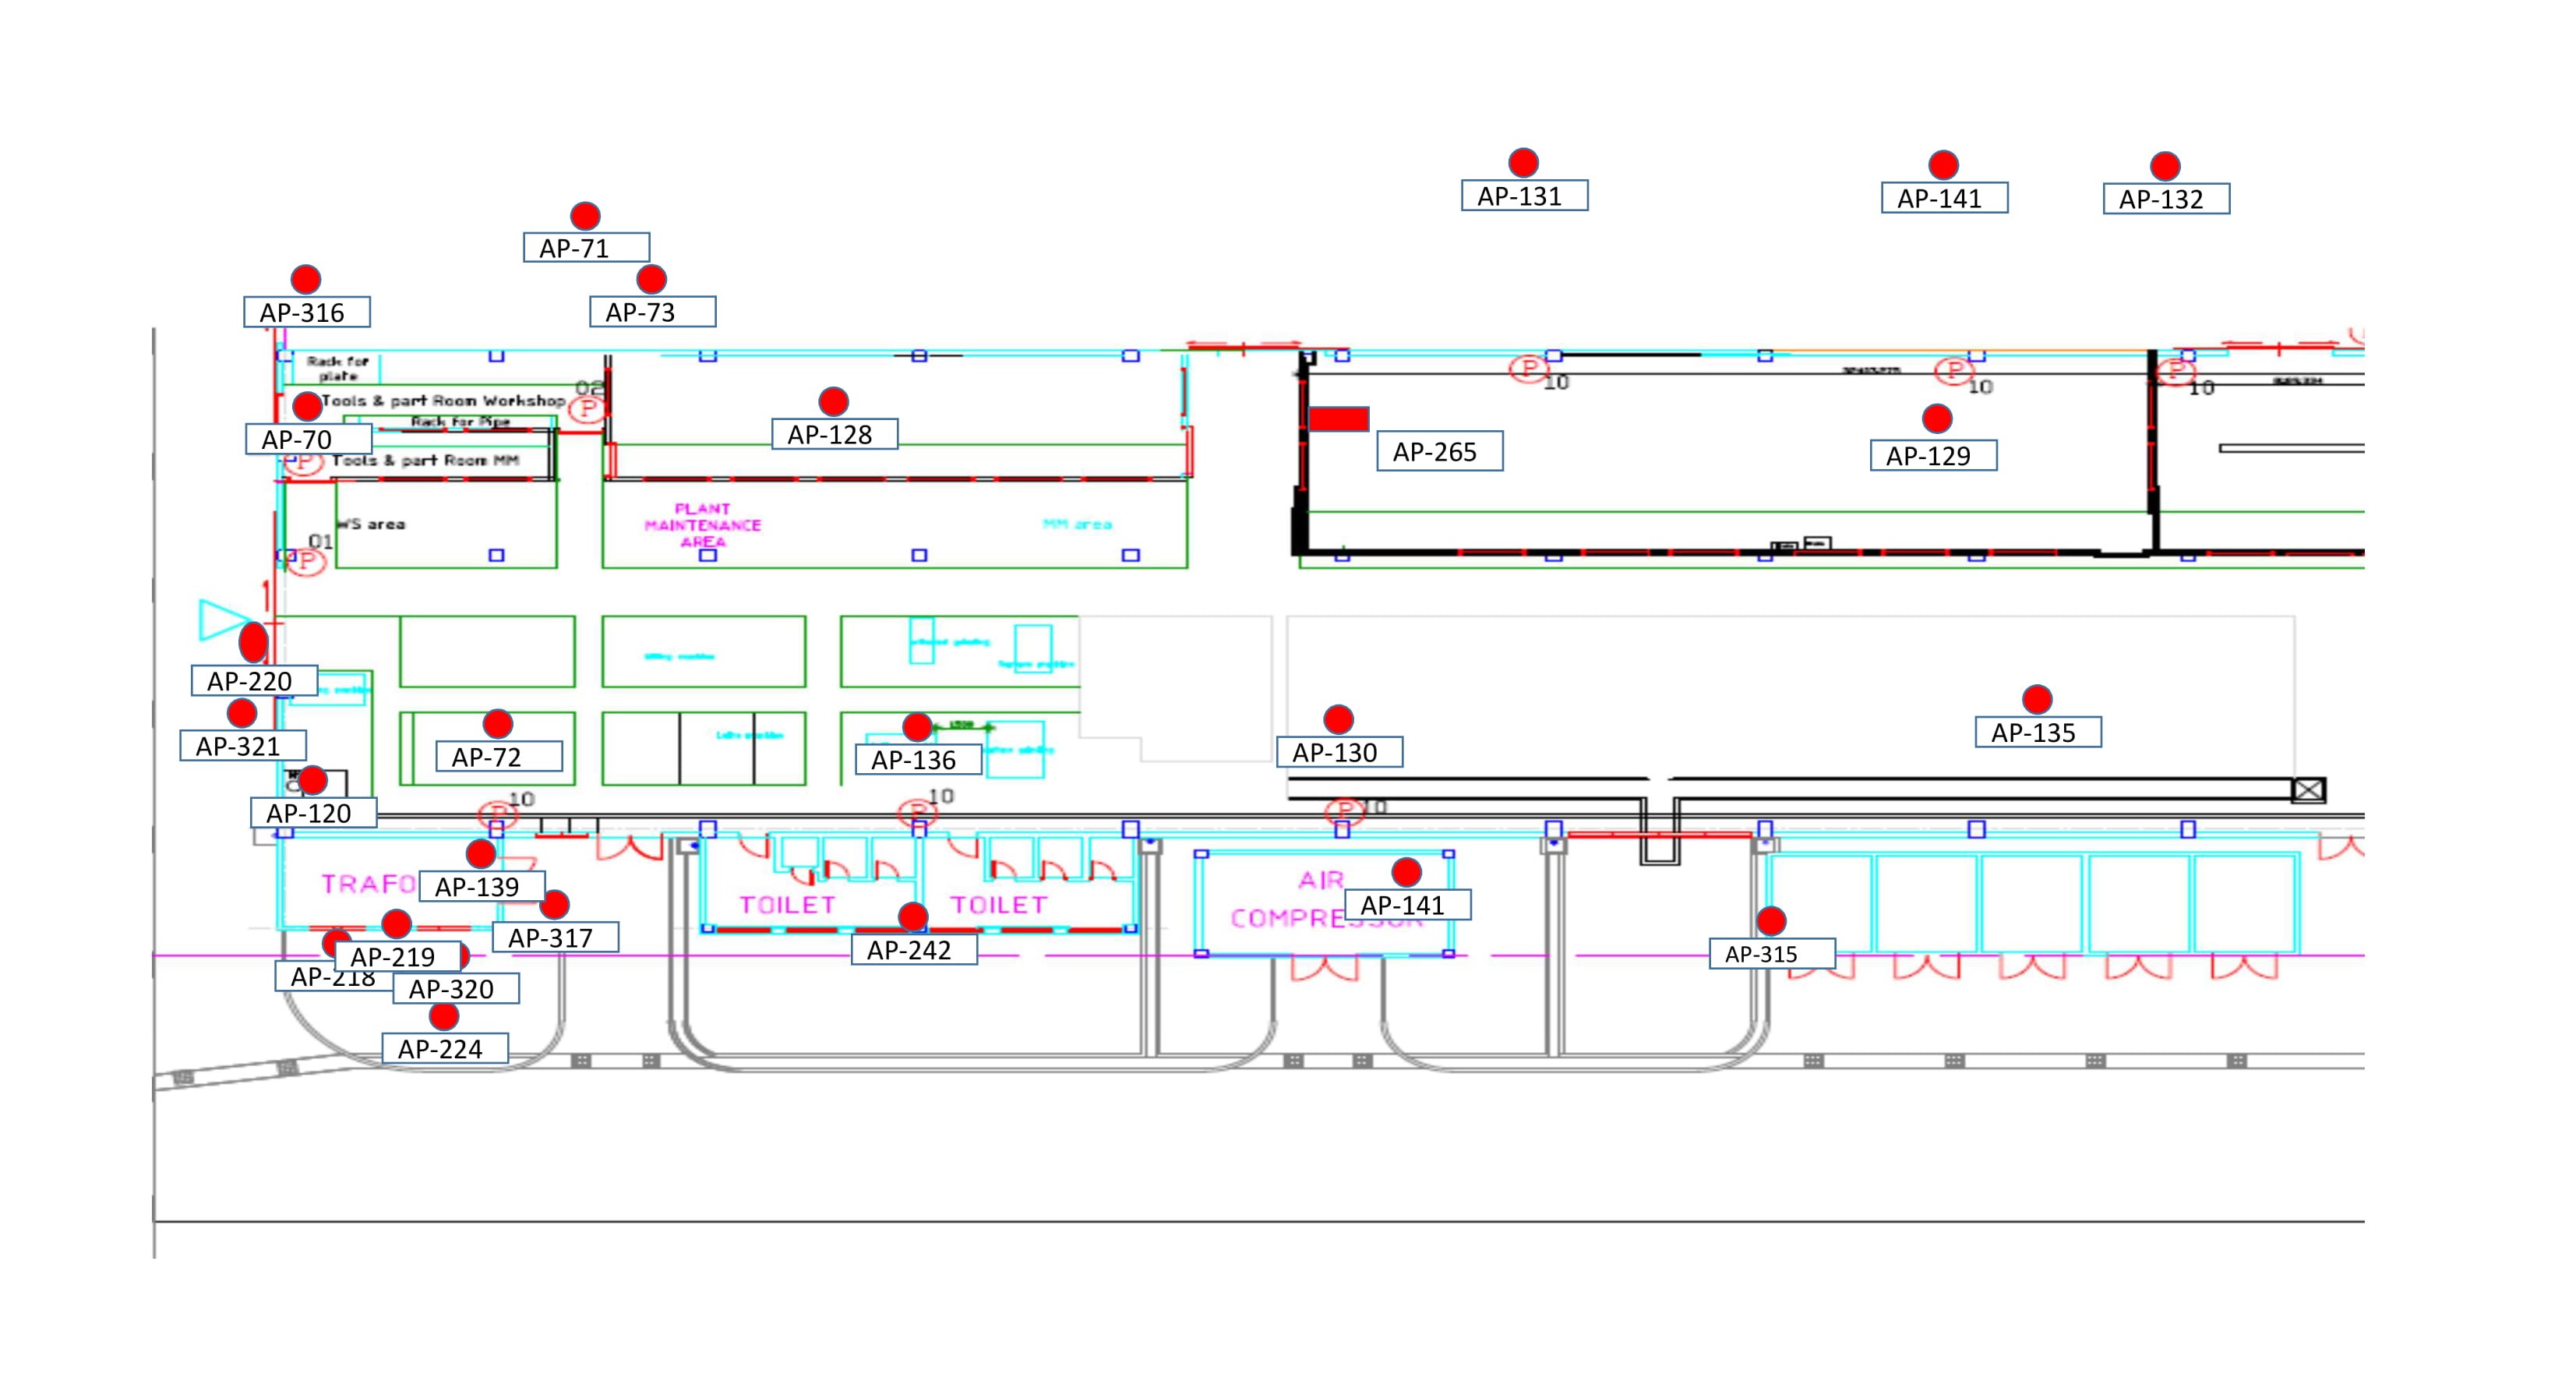 AP-131
AP-141
AP-132
AP-71
AP-316
AP-73
Rack for
plate
02
P
10
P
10
P
10
Tools & part Room Workshop
P
Rack for Pipe
AP-70
AP-128
AP-265
AP-129
P
Tools & part Room MM
WS area
PLANT
MAINTENANCE
AREA
MM area
01
P
AP-220
AP-321
AP-72
AP-136
AP-130
AP-135
AP-120
P
10
P
10
P
10
TRAFO
AP-139
TOILET
TOILET
AIR
COMPRESSOR
AP-141
AP-317
AP-242
AP-315
AP-219
AP-218
AP-320
AP-224